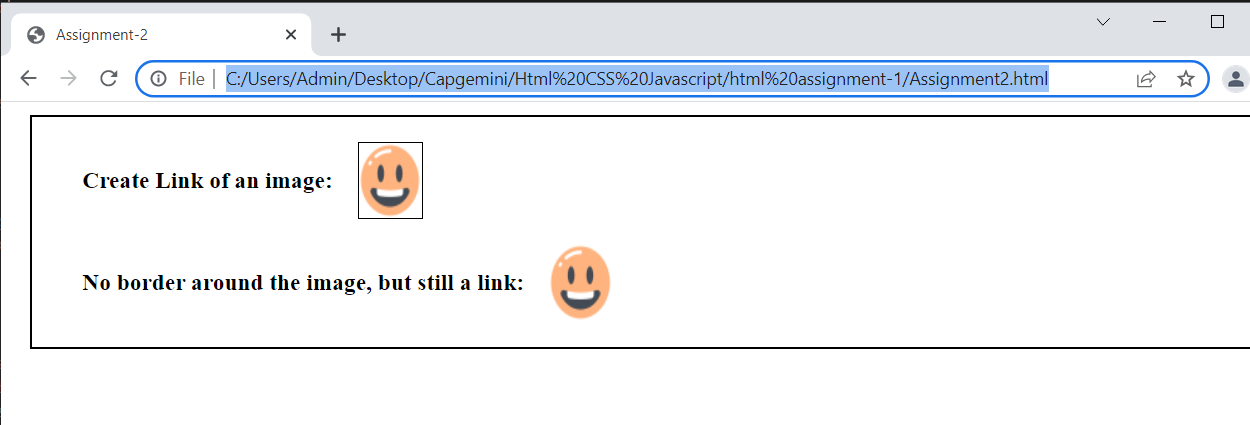 Assignment-2
File C:/Users/Admin/Desktop/Capgemini/Html%20CSS%20Javascript/html%20assignment-1/Assignment2.html
Create Link of an image:
No border around the image, but still a link: